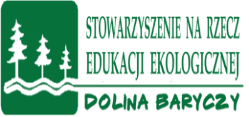 STOWARZYSZENIE NA RZECZ
EDUKACJI EKOLOGICZNEJ
DOLINA BARYCZY